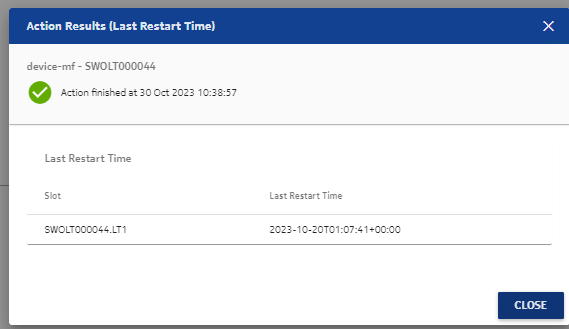 Action Results (Last Restart Time)
device-mf - SWOLT000044
Action finished at 30 Oct 2023 10:38:57
Last Restart Time
Slot Last Restart Time
SWOLT000044.LT1 2023-10-20T01:07:41+00:00
CLOSE